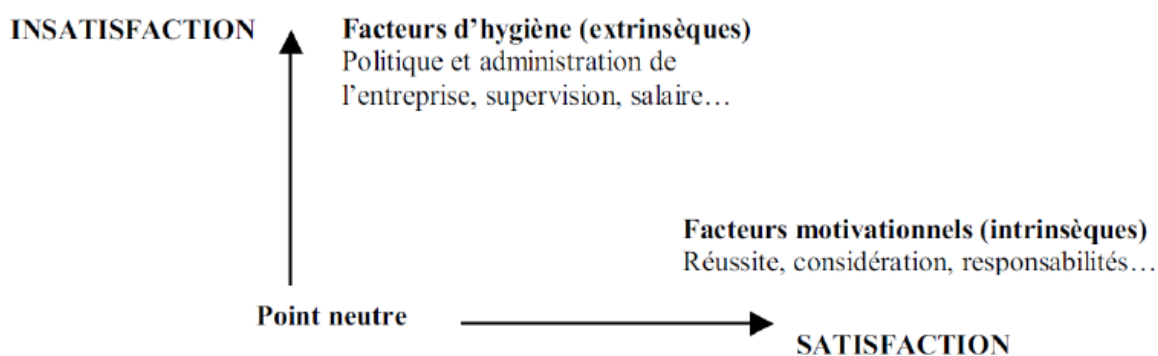 INSATISFACTION
Facteurs d’hygiène (extrinsèques)
Politique et administration de
l’entreprise, supervision, salaire…
Facteurs motivationnels (intrinsèques)
Réussite, considération, responsabilités…
Point neutre
SATISFACTION